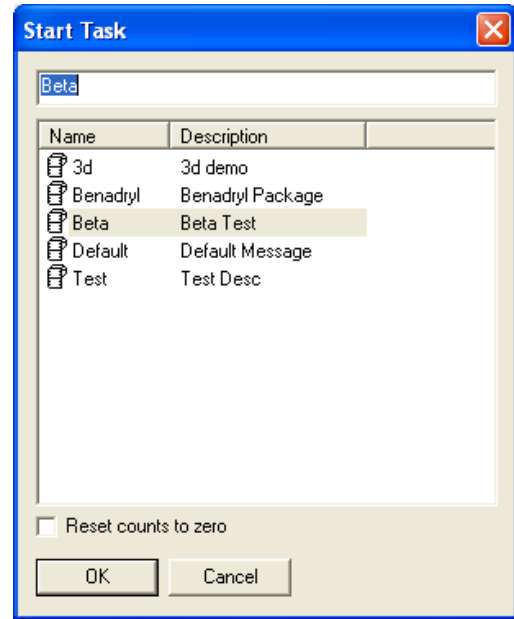 Start Task
Beta
Name Description
3d 3d demo
Benadryl Benadryl Package
Beta Beta Test
Default Default Message
Test Test Desc
Reset counts to zero
OK Cancel